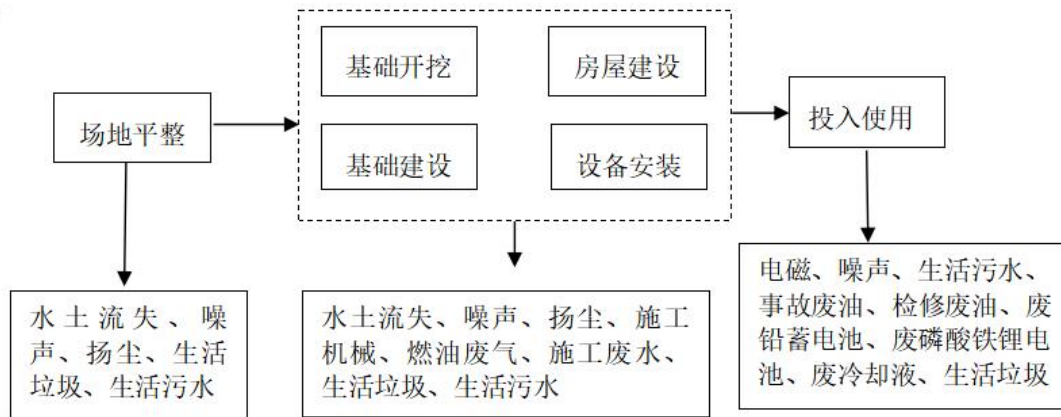 基础开挖
房屋建设
场地平整
投入使用
基础建设
设备安装
水土流失、噪
声、扬尘、生活
垃圾、生活污水
水土流失、噪声、扬尘、施工
机械、燃油废气、施工废水、
生活垃圾、生活污水
电磁、噪声、生活污水、
事故废油、检修废油、废
铅蓄电池、废磷酸铁锂电
池、废冷却液、生活垃圾